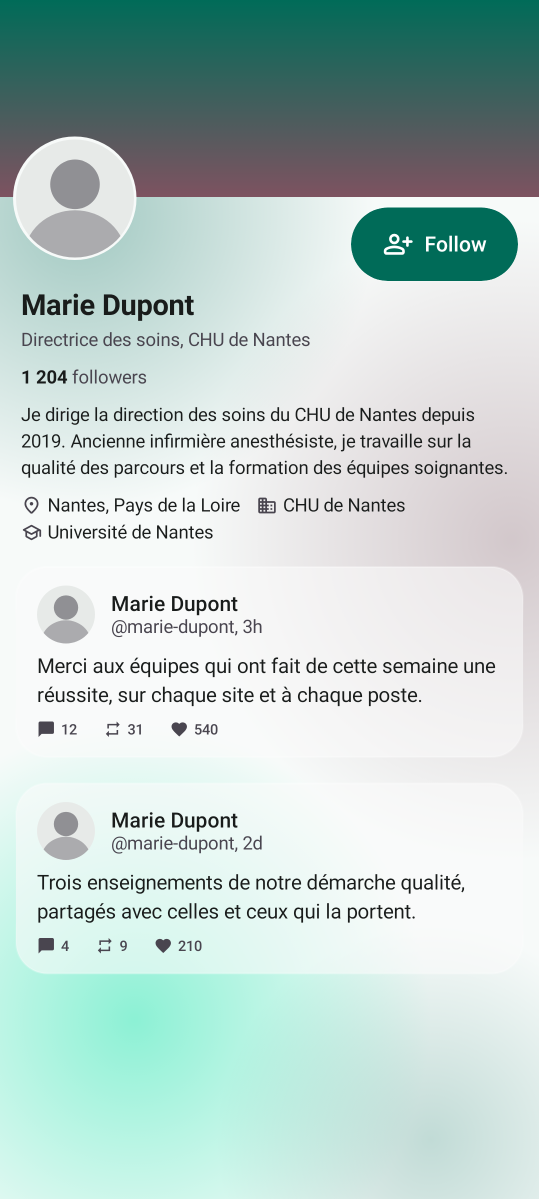 Follow
Marie Dupont
Directrice des soins, CHU de Nantes
1 204 followers
Je dirige la direction des soins du CHU de Nantes depuis
2019. Ancienne infirmière anesthésiste, je travaille sur la
qualité des parcours et la formation des équipes soignantes.
Nantes, Pays de la Loire CHU de Nantes
Université de Nantes
Marie Dupont
@marie-dupont, 3h
Merci aux équipes qui ont fait de cette semaine une
réussite, sur chaque site et à chaque poste.
12 31 540
Marie Dupont
@marie-dupont, 2d
Trois enseignements de notre démarche qualité,
partagés avec celles et ceux qui la portent.
4 9 210